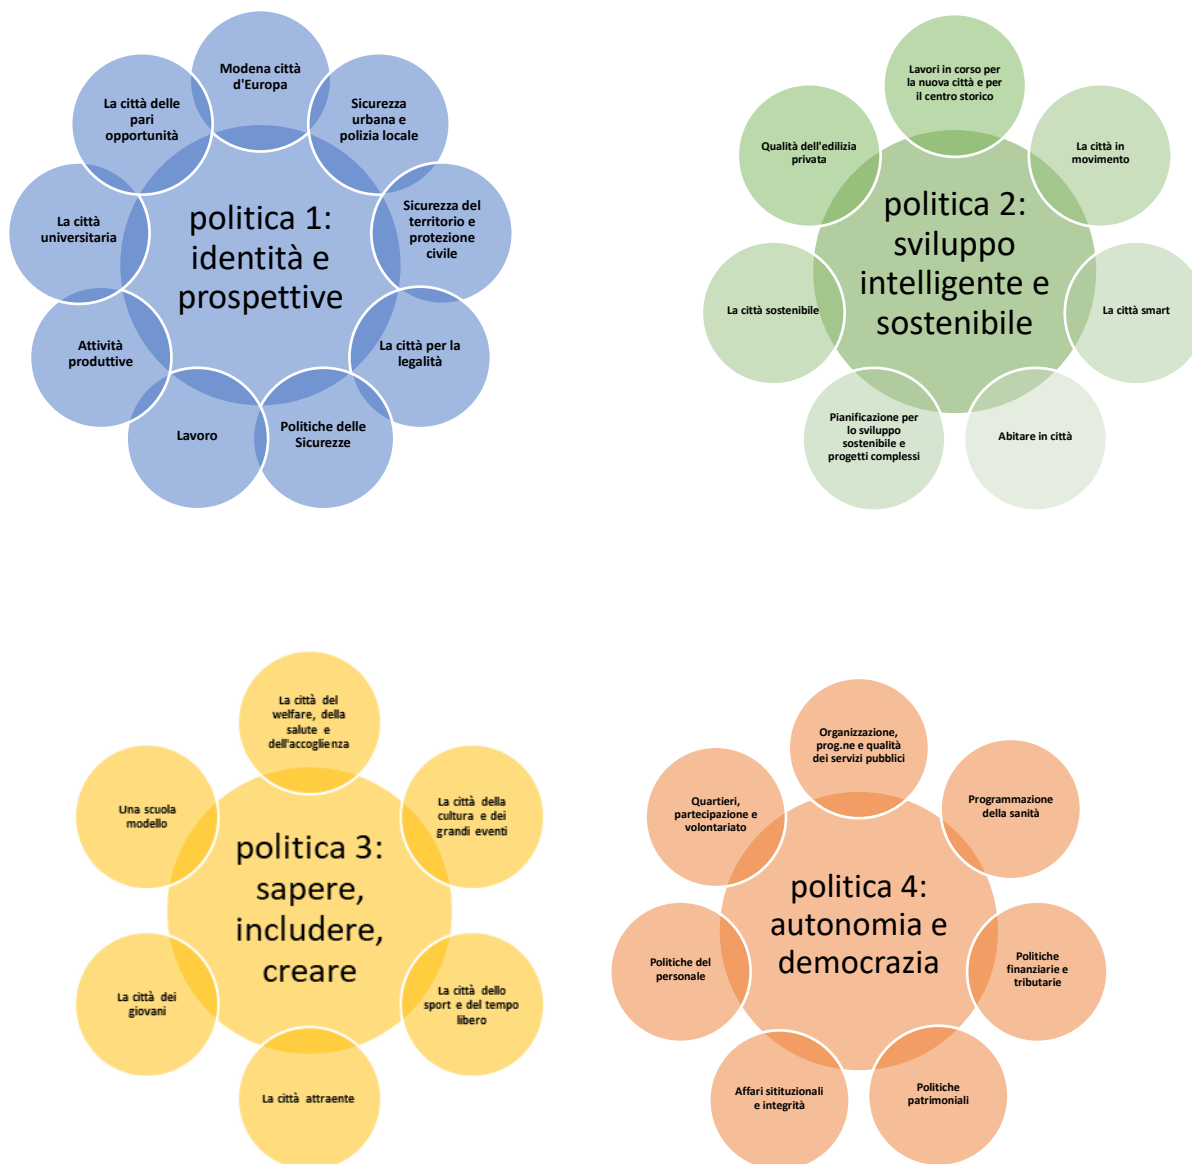 Modena città
d'Europa
Sicurezza
urbana e
polizia locale
Sicurezza del
territorio e
protezione
civile
La città per la
legalità
Politiche delle
Sicurezze
Lavoro
Attività
produttive
La città
universitaria
La città delle
pari
opportunità
politica 1:
identità e
prospettive
Lavori in corso per
la nuova città e per
il centro storico
La città in
movimento
La città smart
Abitare in città
Pianificazione per
lo sviluppo
sostenibile e
progetti complessi
La città sostenibile
Qualità dell'edilizia
privata
politica 2:
sviluppo
intelligente e
sostenibile
La città del
welfare, della
salute e
dell'accoglienza
La città della
cultura e dei
grandi eventi
La città dello
sport e del tempo
libero
La città attraente
La città dei
giovani
Una scuola
modello
politica 3:
sapere,
includere,
creare
Organizzazione,
prog.ne e qualità
dei servizi pubblici
Programmazione
della sanità
Politiche
finanziarie e
tributarie
Politiche
patrimoniali
Affari sitituzionali
e integrità
Politiche del
personale
Quartieri,
partecipazione e
volontariato
politica 4:
autonomia e
democrazia